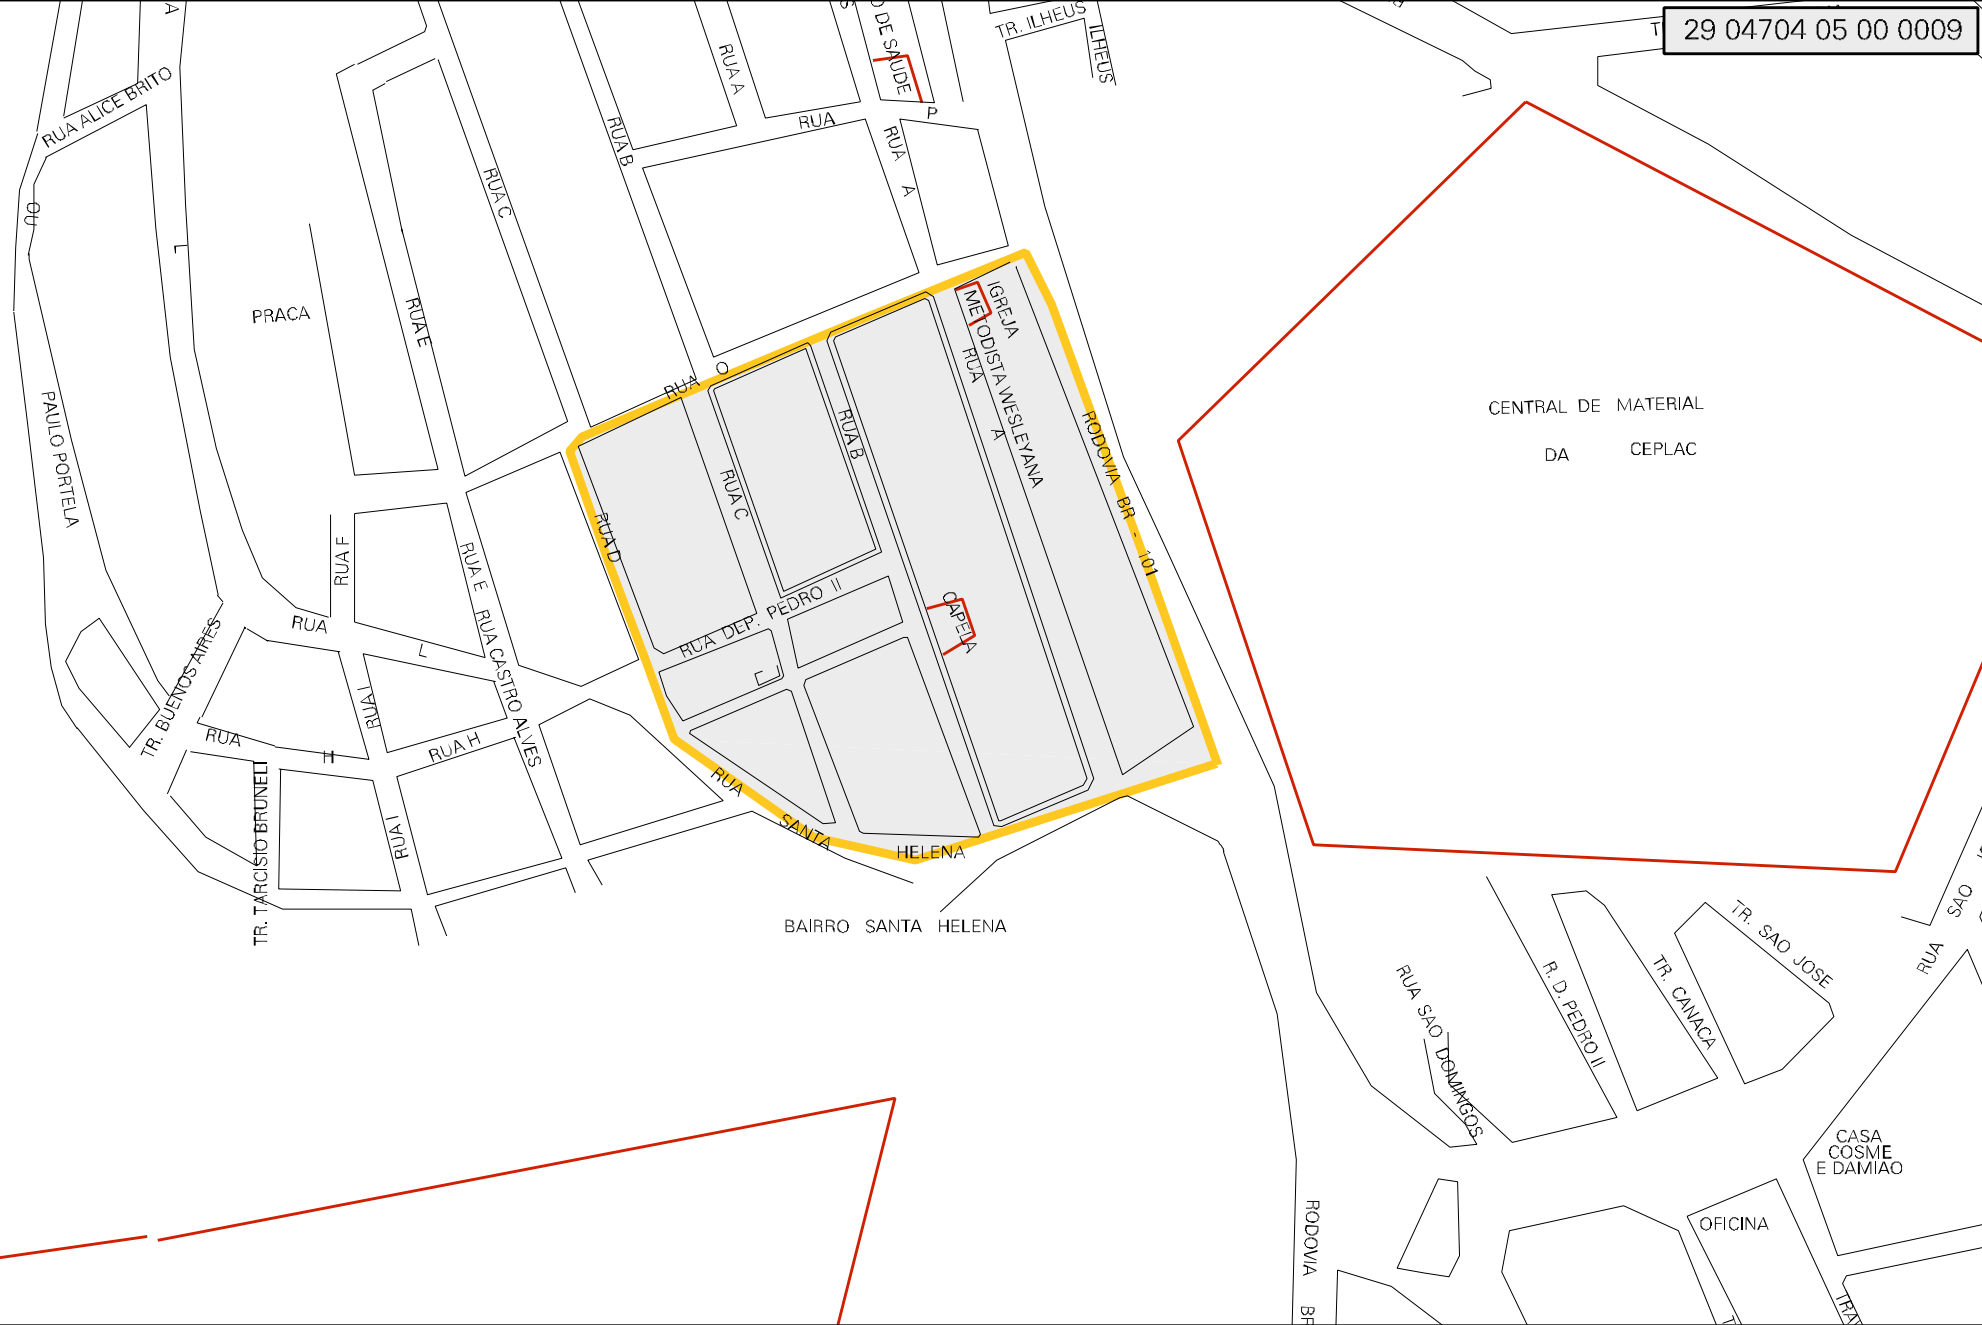 29 04704 05 00 0009
A
RUA ALICE BRITO
OU
L
PRACA
PAULO PORTELA
RUA E
RUA C
RUA B
RUA A
RUA
P
O DE SAUDE
RUA A
TR. ILHEUS
ILHEUS
RUA O
IGREJA
METODISTA WESLEYANA
RUA A
RUA B
RUA C
RUA D
RODOVIA BR - 101
CENTRAL DE MATERIAL
DA CEPLAC
RUA DEP. PEDRO II
CAPELA
RUA F
RUA E
RUA CASTRO ALVES
RUA L
TR. BUENOS AIRES
RUA I
RUA H
RUA H
TR. TARCISIO BRUNELI
RUA I
RUA SANTA HELENA
BAIRRO SANTA HELENA
RUA SAO DOMINGOS
R. D. PEDRO II
TR. CANACA
TR. SAO JOSE
RUA SAO
CASA
COSME
E DAMIAO
OFICINA
RODOVIA BR
TRA